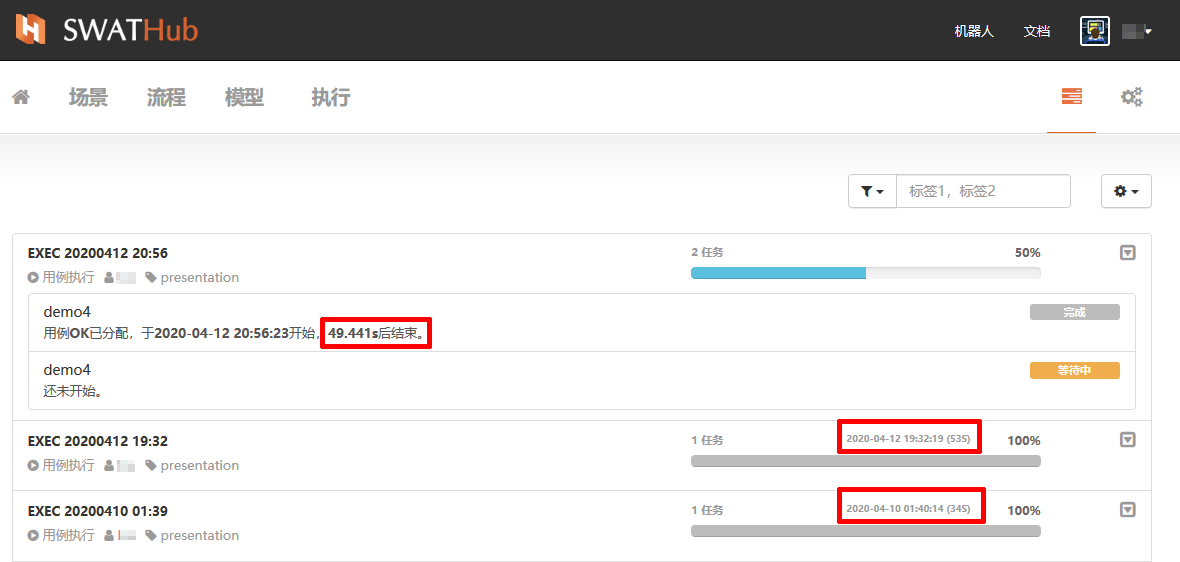 SWATHub
机器人
文档
场景
流程
模型
执行
标签1，标签2
EXEC 20200412 20:56
2 任务
50%
用例执行
presentation
demo4
完成
用例OK已分配，于2020-04-12 20:56:23开始，49.441s后结束。
demo4
等待中
还未开始。
EXEC 20200412 19:32
1 任务
2020-04-12 19:32:19 (53S)
100%
用例执行
presentation
EXEC 20200410 01:39
1 任务
2020-04-10 01:40:14 (34S)
100%
用例执行
presentation